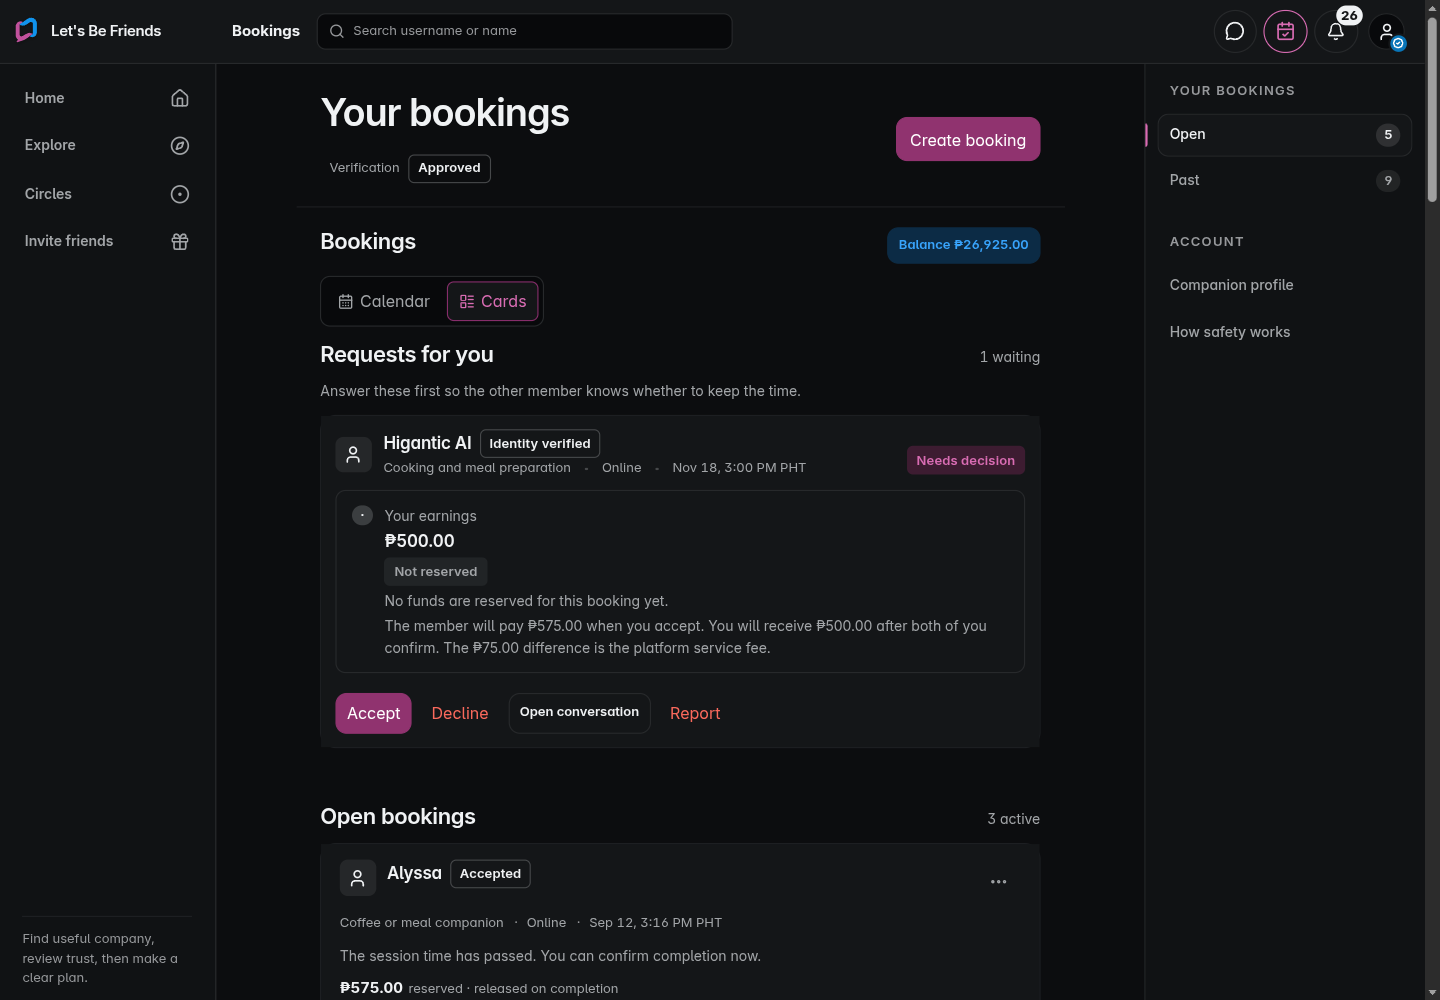 Let's Be Friends
Bookings
Search username or name
26
Home
Explore
Circles
Invite friends
Find useful company,
review trust, then make a
clear plan.
Your bookings
Verification
Approved
Create booking
Bookings
Balance ₱26,925.00
Calendar
Cards
Requests for you
1 waiting
Answer these first so the other member knows whether to keep the time.
Higantic AI
Identity verified
Cooking and meal preparation - Online - Nov 18, 3:00 PM PHT
Needs decision
Your earnings
₱500.00
Not reserved
No funds are reserved for this booking yet.
The member will pay ₱575.00 when you accept. You will receive ₱500.00 after both of you
confirm. The ₱75.00 difference is the platform service fee.
Accept
Decline
Open conversation
Report
Open bookings
3 active
Alyssa
Accepted
Coffee or meal companion · Online · Sep 12, 3:16 PM PHT
The session time has passed. You can confirm completion now.
₱575.00 reserved · released on completion
YOUR BOOKINGS
Open
5
Past
9
ACCOUNT
Companion profile
How safety works